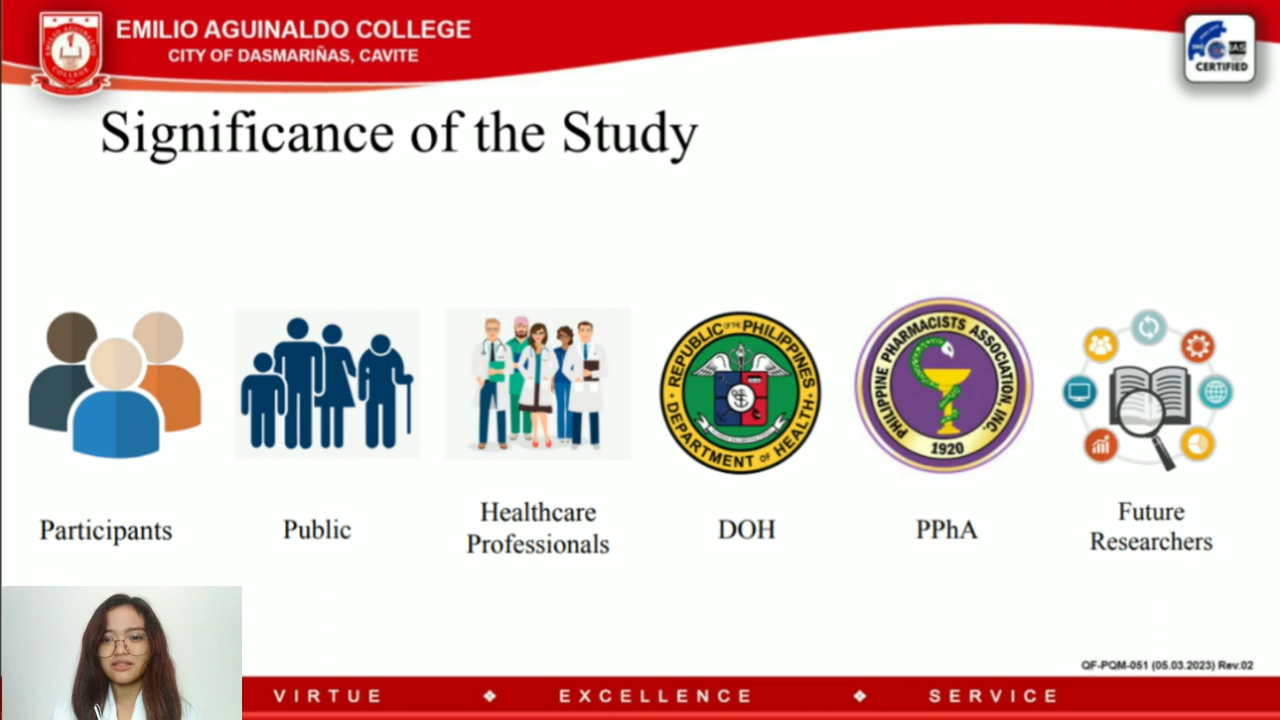 EMILIO AGUINALDO COLLEGE
CITY OF DASMARIÑAS, CAVITE
CERTIFIED
Significance of the Study
REPUBLIC OF THE PHILIPPINES
DEPARTMENT OF HEALTH
PHILIPPINE PHARMACISTS ASSOCIATION, INC.
1920
Participants
Public
Healthcare
Professionals
DOH
PPhA
Future
Researchers
QF-PQM-051 (05.03.2023) Rev.02
VIRTUE ❖ EXCELLENCE ❖ SERVICE